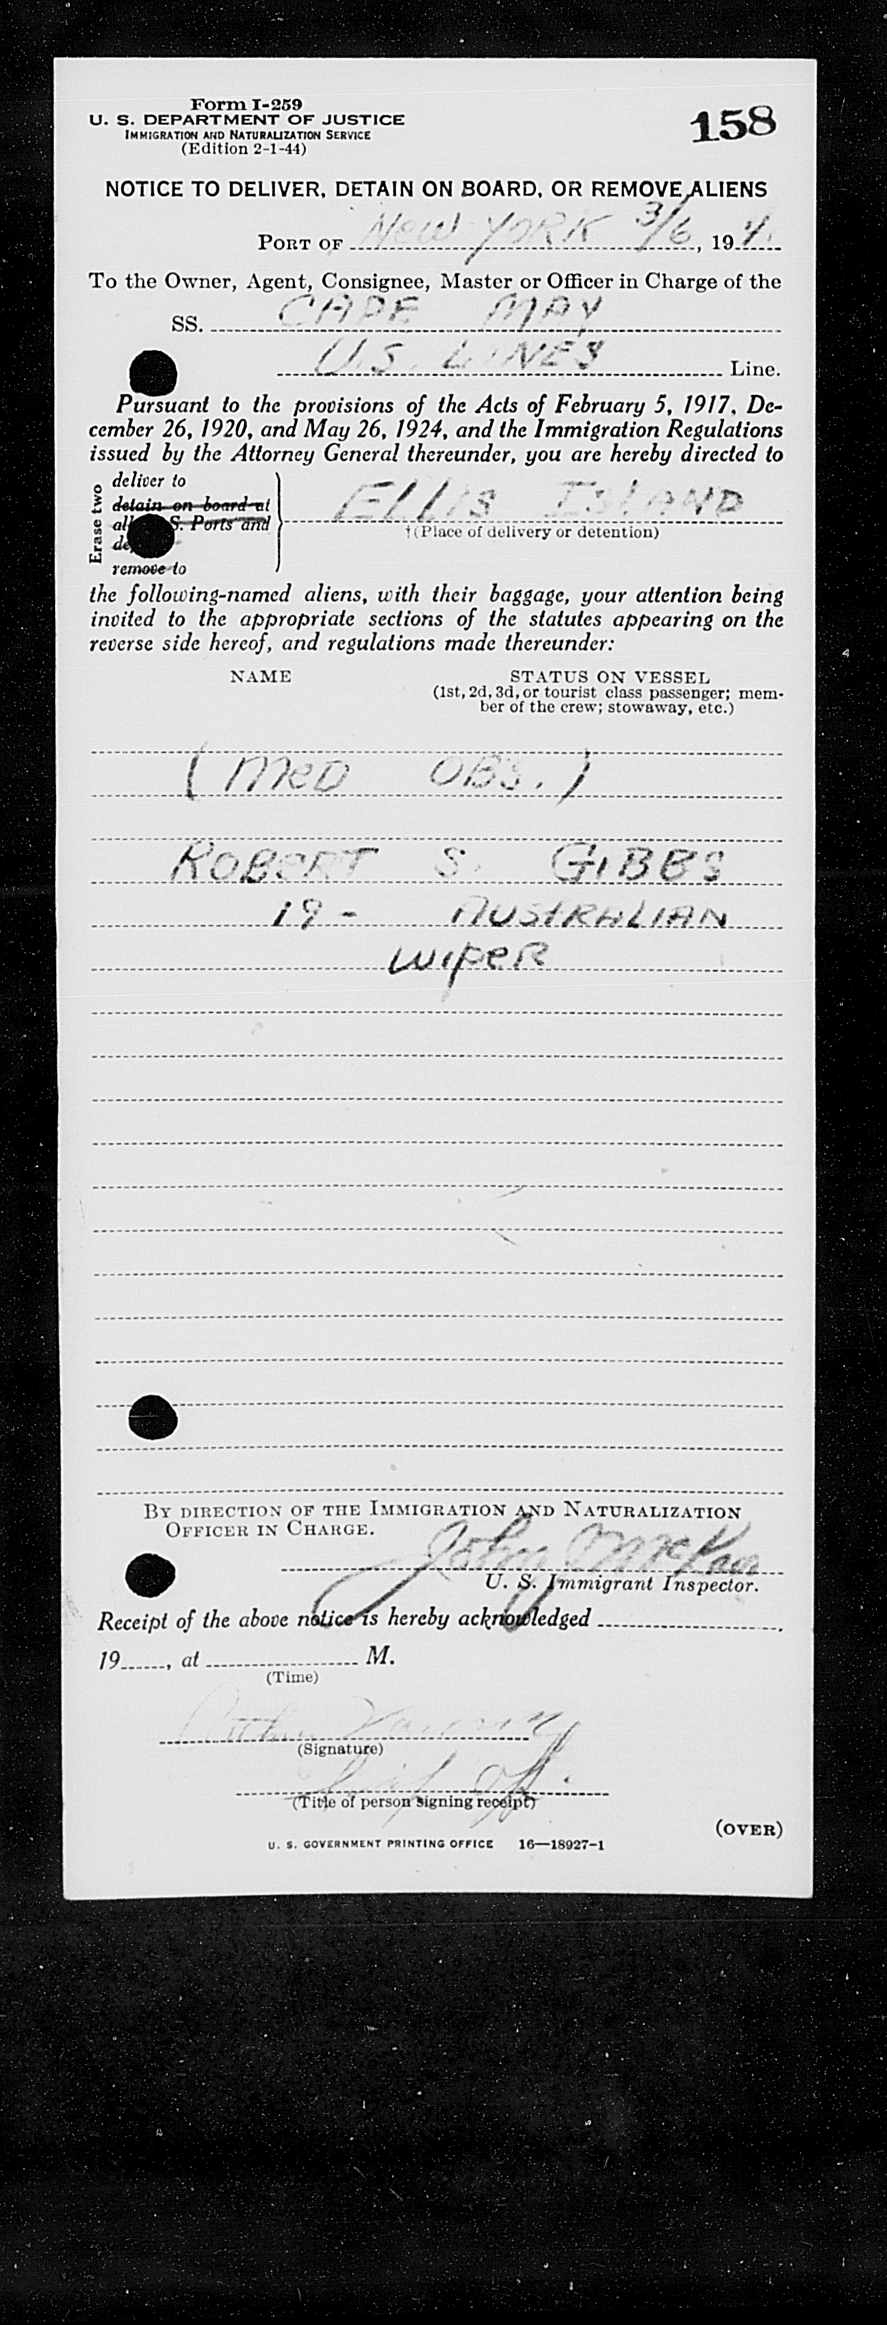 Form I-259
U. S. DEPARTMENT OF JUSTICE
IMMIGRATION AND NATURALIZATION SERVICE
(Edition 2-1-44)
158
NOTICE TO DELIVER, DETAIN ON BOARD, OR REMOVE ALIENS
PORT OF New YORK 3/6, 194
To the Owner, Agent, Consignee, Master or Officer in Charge of the
SS. CAPE MAY
U.S. LINES Line.
Pursuant to the provisions of the Acts of February 5, 1917, De-
cember 26, 1920, and May 26, 1924, and the Immigration Regulations
issued by the Attorney General thereunder, you are hereby directed to
Erase two
deliver to
detain on board at
S. Ports and
remove to
Ellis Island
†(Place of delivery or detention)
the following-named aliens, with their baggage, your attention being
invited to the appropriate sections of the statutes appearing on the
reverse side hereof, and regulations made thereunder:
NAME STATUS ON VESSEL
(1st, 2d, 3d, or tourist class passenger; mem-
ber of the crew; stowaway, etc.)
(MeD OBS.)
ROBERT S. GIBBS
19- AUSTRALIAN
WipeR
BY DIRECTION OF THE IMMIGRATION AND NATURALIZATION
OFFICER IN CHARGE.
John
U. S. Immigrant Inspector.
Receipt of the above notice is hereby acknowledged
19, at M.
(Time)
(Signature)
Off.
(Title of person signing receipt)
(OVER)
U. S. GOVERNMENT PRINTING OFFICE 16—18927-1